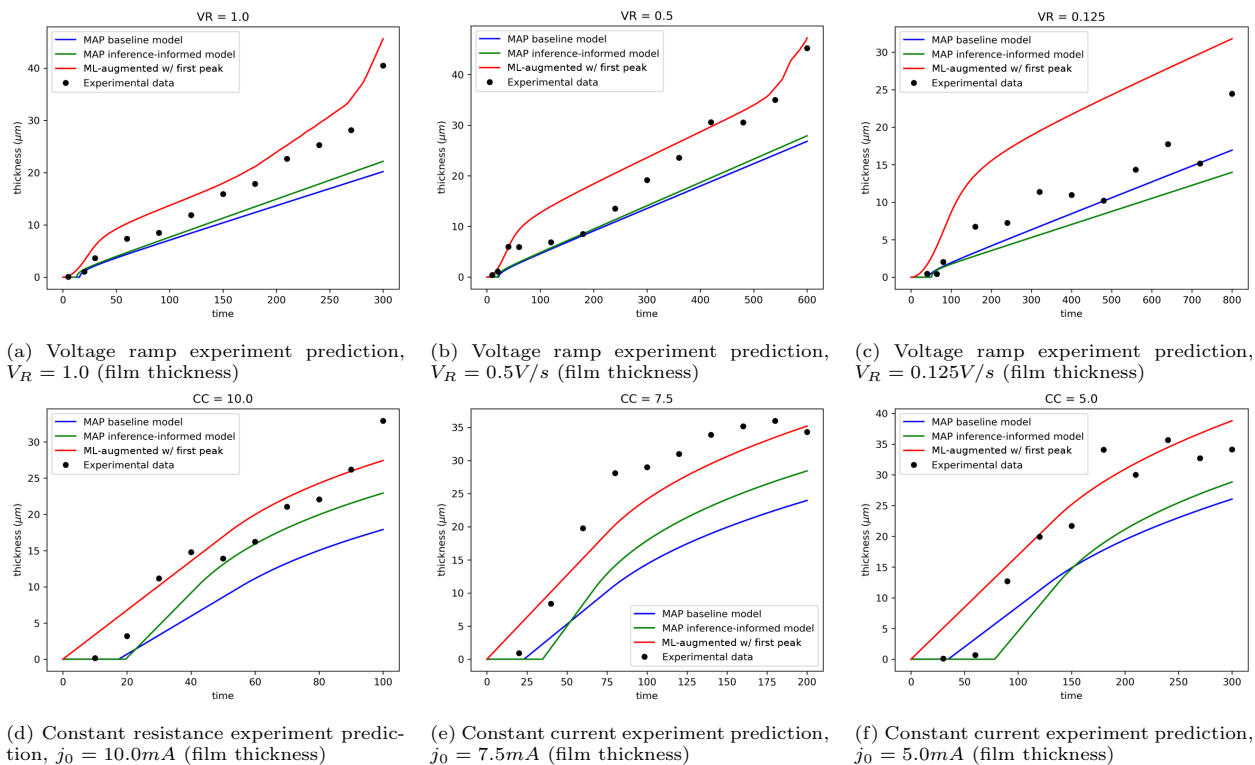 VR = 1.0
MAP baseline model
MAP inference-informed model
ML-augmented w/ first peak
Experimental data
thickness (μm)
0
10
20
30
40
0
50
100
150
200
250
300
time
(a) Voltage ramp experiment prediction,
V_R = 1.0 (film thickness)
VR = 0.5
MAP baseline model
MAP inference-informed model
ML-augmented w/ first peak
Experimental data
thickness (μm)
0
10
20
30
40
0
100
200
300
400
500
600
time
(b) Voltage ramp experiment prediction,
V_R = 0.5V/s (film thickness)
VR = 0.125
MAP baseline model
MAP inference-informed model
ML-augmented w/ first peak
Experimental data
thickness (μm)
0
5
10
15
20
25
30
0
100
200
300
400
500
600
700
800
time
(c) Voltage ramp experiment prediction,
V_R = 0.125V/s (film thickness)
CC = 10.0
MAP baseline model
MAP inference-informed model
ML-augmented w/ first peak
Experimental data
thickness (μm)
0
5
10
15
20
25
30
0
20
40
60
80
100
time
(d) Constant resistance experiment predic-
tion, j_0 = 10.0mA (film thickness)
CC = 7.5
MAP baseline model
MAP inference-informed model
ML-augmented w/ first peak
Experimental data
thickness (μm)
0
5
10
15
20
25
30
35
0
25
50
75
100
125
150
175
200
time
(e) Constant current experiment prediction,
j_0 = 7.5mA (film thickness)
CC = 5.0
MAP baseline model
MAP inference-informed model
ML-augmented w/ first peak
Experimental data
thickness (μm)
0
5
10
15
20
25
30
35
40
0
50
100
150
200
250
300
time
(f) Constant current experiment prediction,
j_0 = 5.0mA (film thickness)